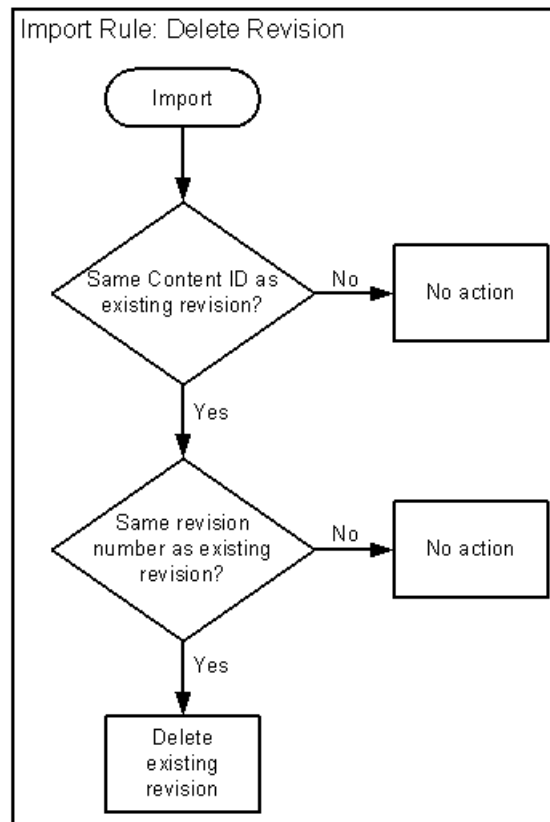 Import Rule: Delete Revision
Import
Same Content ID as
existing revision?
No
No action
Yes
Same revision
number as existing
revision?
No
No action
Yes
Delete
existing
revision